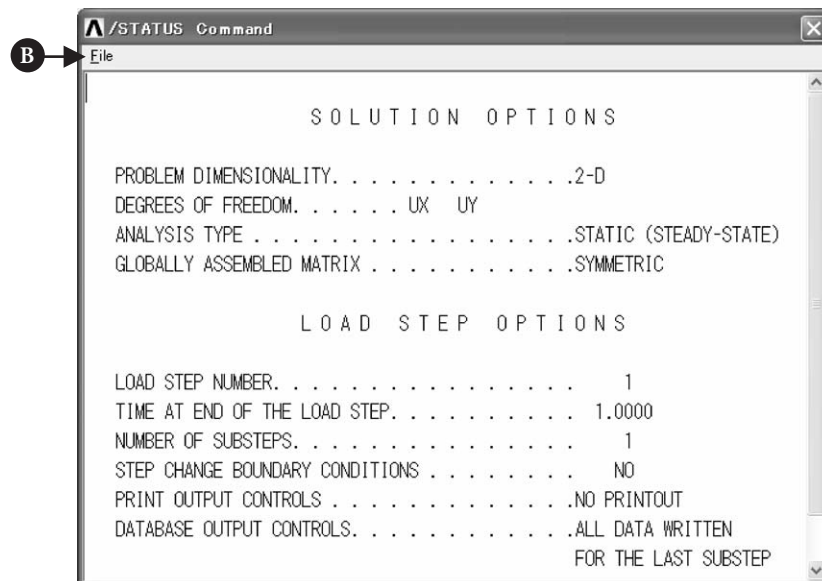 /STATUS Command
B
File
SOLUTION OPTIONS
PROBLEM DIMENSIONALITY. . . . . . . . . . . . .2-D
DEGREES OF FREEDOM. . . . . . UX UY
ANALYSIS TYPE . . . . . . . . . . . . . . . . .STATIC (STEADY-STATE)
GLOBALLY ASSEMBLED MATRIX . . . . . . . . . . .SYMMETRIC
LOAD STEP OPTIONS
LOAD STEP NUMBER. . . . . . . . . . . . . . . . 1
TIME AT END OF THE LOAD STEP. . . . . . . . . . 1.0000
NUMBER OF SUBSTEPS. . . . . . . . . . . . . . . 1
STEP CHANGE BOUNDARY CONDITIONS . . . . . . . . NO
PRINT OUTPUT CONTROLS . . . . . . . . . . . . .NO PRINTOUT
DATABASE OUTPUT CONTROLS. . . . . . . . . . . .ALL DATA WRITTEN
FOR THE LAST SUBSTEP